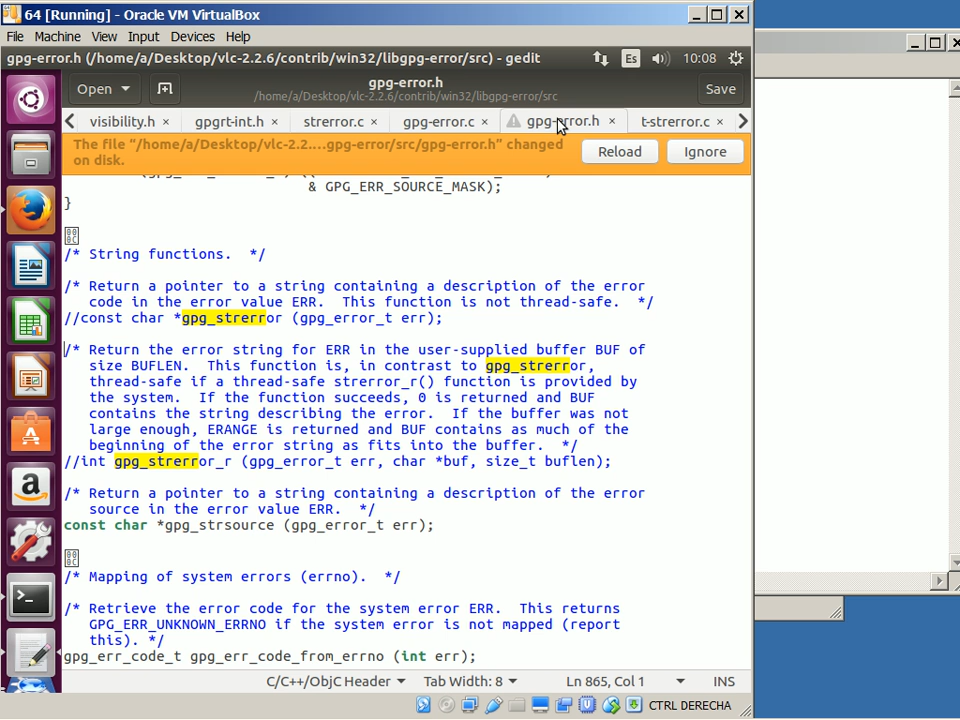 64 [Running] - Oracle VM VirtualBox
File Machine View Input Devices Help
gpg-error.h (/home/a/Desktop/vlc-2.2.6/contrib/win32/libgpg-error/src) - gedit
Es
10:08
Open
gpg-error.h
/home/a/Desktop/vlc-2.2.6/contrib/win32/libgpg-error/src
Save
visibility.h ×
gpgrt-int.h ×
strerror.c ×
gpg-error.c ×
gpg-error.h ×
t-strerror.c ×
The file "/home/a/Desktop/vlc-2.2....gpg-error/src/gpg-error.h" changed
on disk.
Reload
Ignore
& GPG_ERR_SOURCE_MASK);
}
/* String functions.  */
/* Return a pointer to a string containing a description of the error
code in the error value ERR.  This function is not thread-safe.  */
//const char *gpg_strerror (gpg_error_t err);
/* Return the error string for ERR in the user-supplied buffer BUF of
size BUFLEN.  This function is, in contrast to gpg_strerror,
thread-safe if a thread-safe strerror_r() function is provided by
the system.  If the function succeeds, 0 is returned and BUF
contains the string describing the error.  If the buffer was not
large enough, ERANGE is returned and BUF contains as much of the
beginning of the error string as fits into the buffer.  */
//int gpg_strerror_r (gpg_error_t err, char *buf, size_t buflen);
/* Return a pointer to a string containing a description of the error
source in the error value ERR.  */
const char *gpg_strsource (gpg_error_t err);
/* Mapping of system errors (errno).  */
/* Retrieve the error code for the system error ERR.  This returns
GPG_ERR_UNKNOWN_ERRNO if the system error is not mapped (report
this). */
gpg_err_code_t gpg_err_code_from_errno (int err);
C/C++/ObjC Header
Tab Width: 8
Ln 865, Col 1
INS
CTRL DERECHA